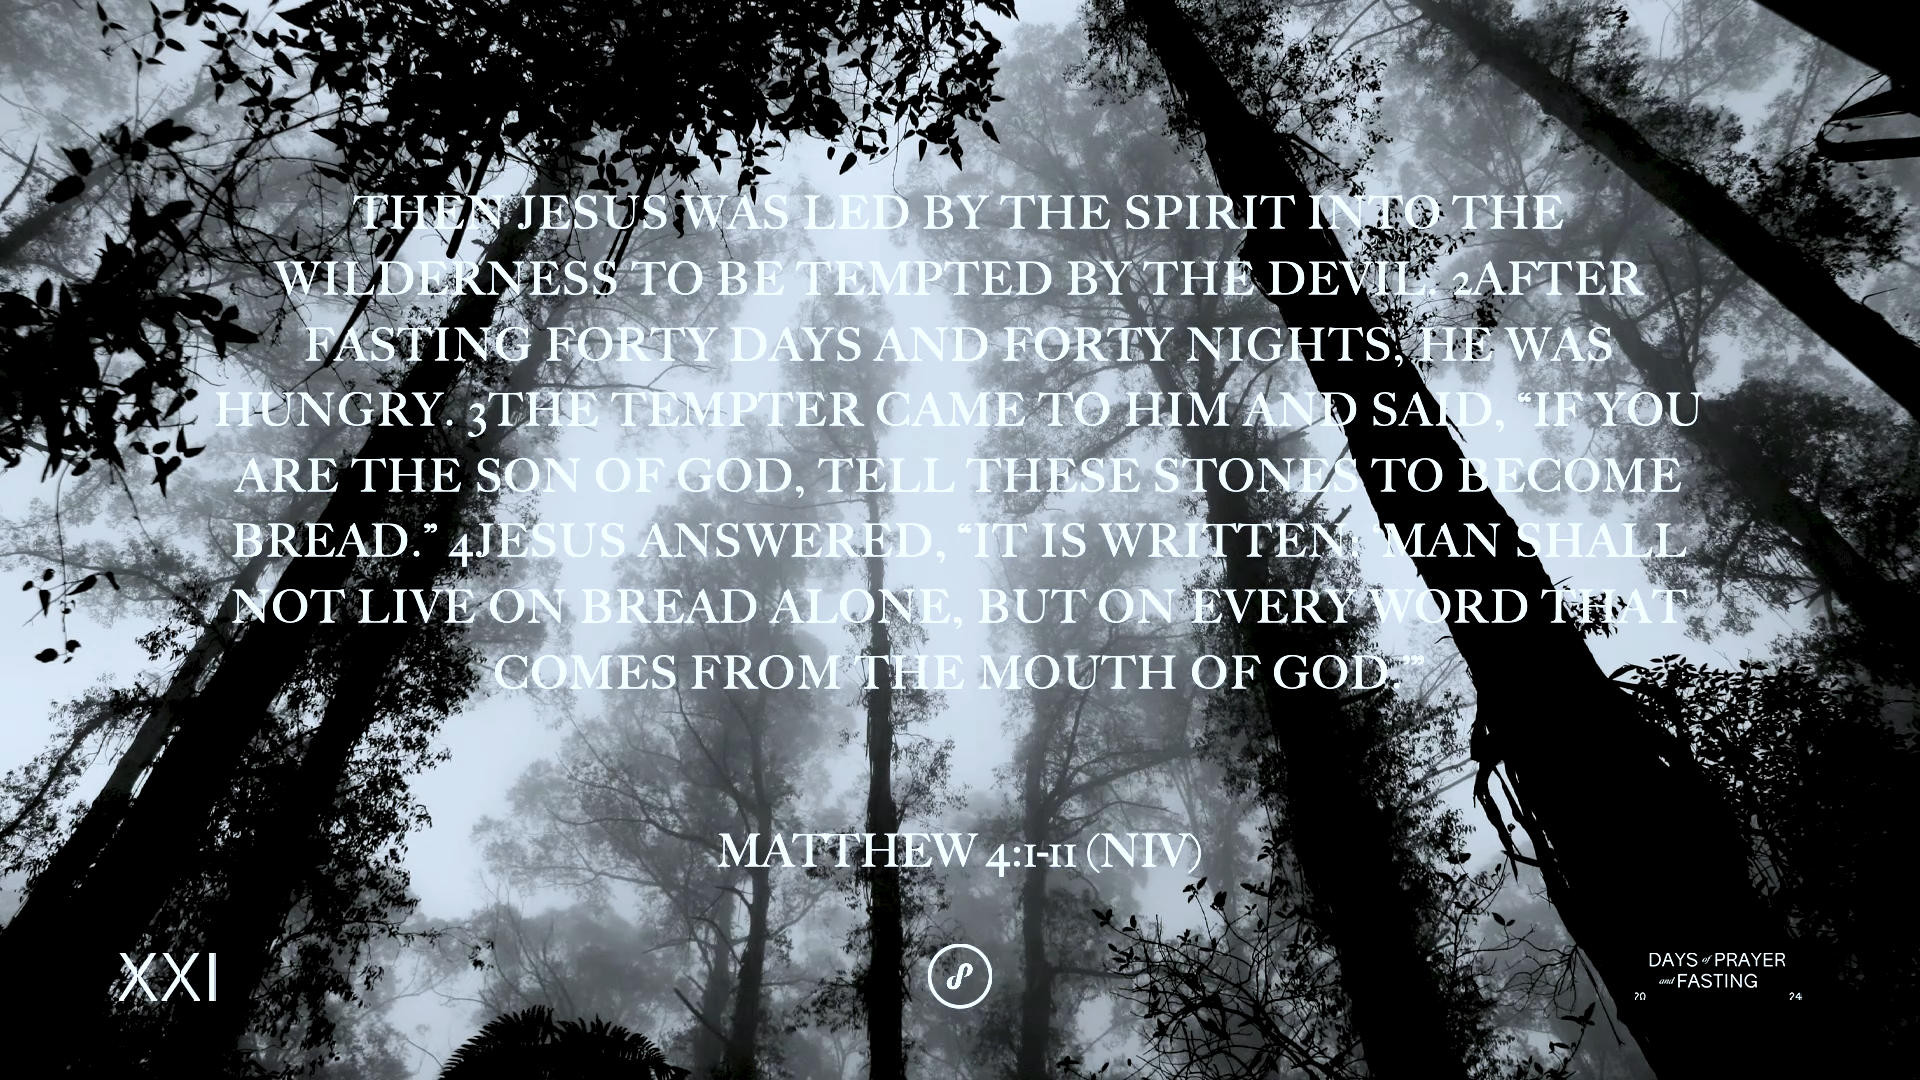 THEN JESUS WAS LED BY THE SPIRIT INTO THE
WILDERNESS TO BE TEMPTED BY THE DEVIL. 2AFTER
FASTING FORTY DAYS AND FORTY NIGHTS, HE WAS
HUNGRY. 3THE TEMPTER CAME TO HIM AND SAID, “IF YOU
ARE THE SON OF GOD, TELL THESE STONES TO BECOME
BREAD.” 4JESUS ANSWERED, “IT IS WRITTEN: ‘MAN SHALL
NOT LIVE ON BREAD ALONE, BUT ON EVERY WORD THAT
COMES FROM THE MOUTH OF GOD.’”
MATTHEW 4:1-11 (NIV)
XXI
DAYS of PRAYER
and FASTING
20 24